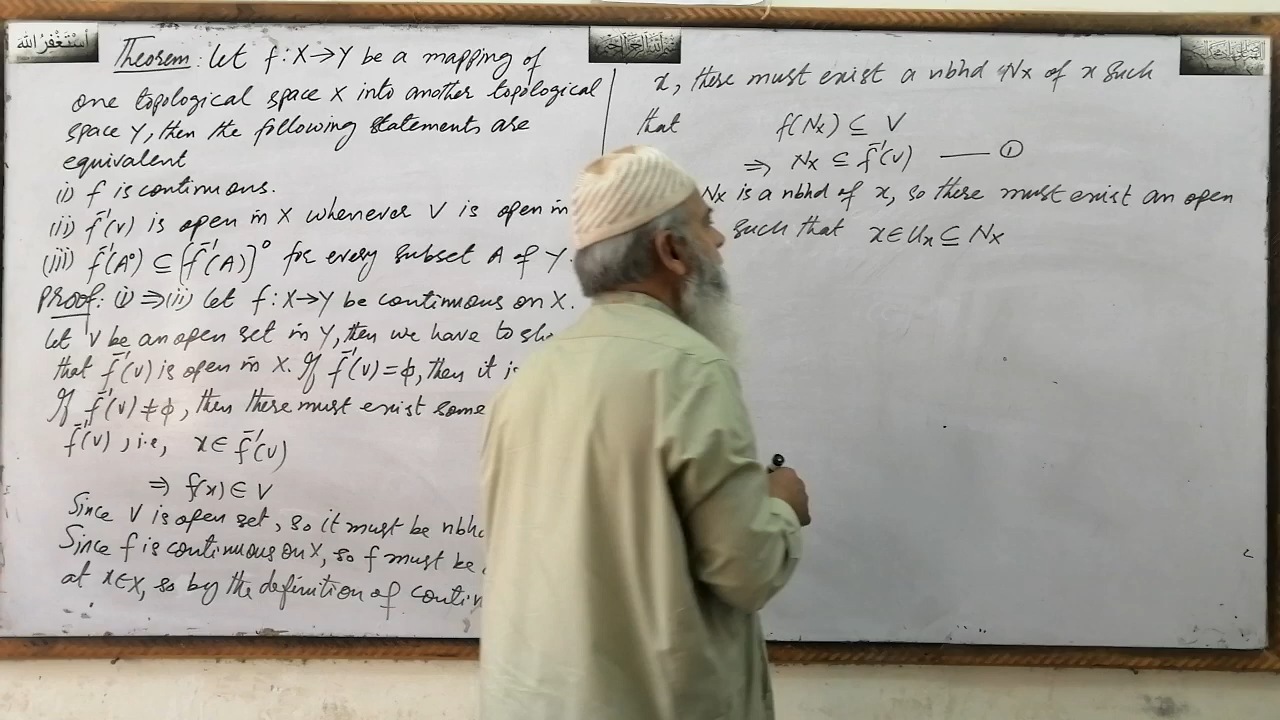 أستغفر الله
Theorem: Let f: X→Y be a mapping of
one topological space X into another topological
space Y, then the following statements are
equivalent
(i) f is continuous.
(ii) f⁻¹(V) is open in X whenever V is open in
(iii) f⁻¹(A°) ⊆ [f⁻¹(A)]° for every subset A of Y.
Proof: (i) ⇒ (ii) Let f: X→Y be continuous on X.
Let V be an open set in Y, then we have to
that f⁻¹(V) is open in X. If f⁻¹(V) = ϕ, then it is
If f⁻¹(V) ≠ ϕ, then there must exist some
f⁻¹(V), i.e, x ∈ f⁻¹(V)
⇒ f(x) ∈ V
Since V is open set, so it must be nbhd
Since f is continuous on X, so f must be
at x∈X, so by the definition of
x, there must exist a nbhd Nx of x such
that f(Nx) ⊆ V
⇒ Nx ⊆ f⁻¹(V) —— ①
Nx is a nbhd of x, so there must exist an open
such that x ∈ Ux ⊆ Nx